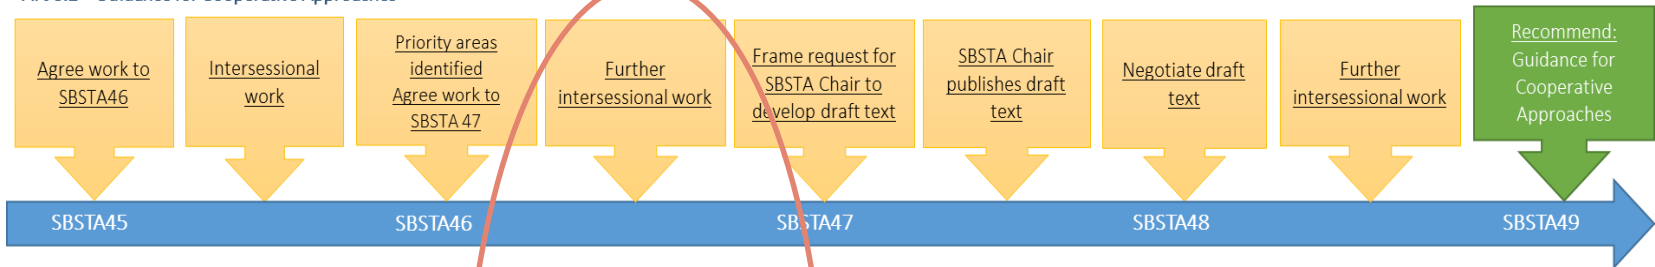 Agree work to
SBSTA46
Intersessional
work
Priority areas
identified
Agree work to
SBSTA 47
Further
intersessional work
Frame request for
SBSTA Chair to
develop draft text
SBSTA Chair
publishes draft
text
Negotiate draft
text
Further
intersessional work
Recommend:
Guidance for
Cooperative
Approaches
SBSTA45
SBSTA46
SBSTA47
SBSTA48
SBSTA49